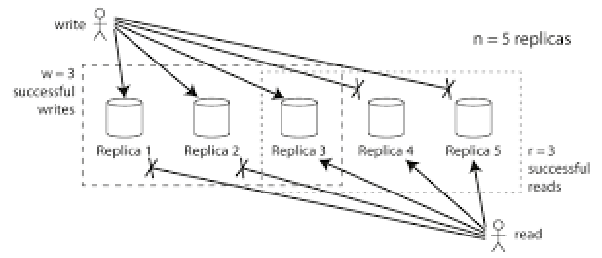 write
n = 5 replicas
w = 3
successful
writes
Replica 1
Replica 2
Replica 3
Replica 4
Replica 5
r = 3
successful
reads
read